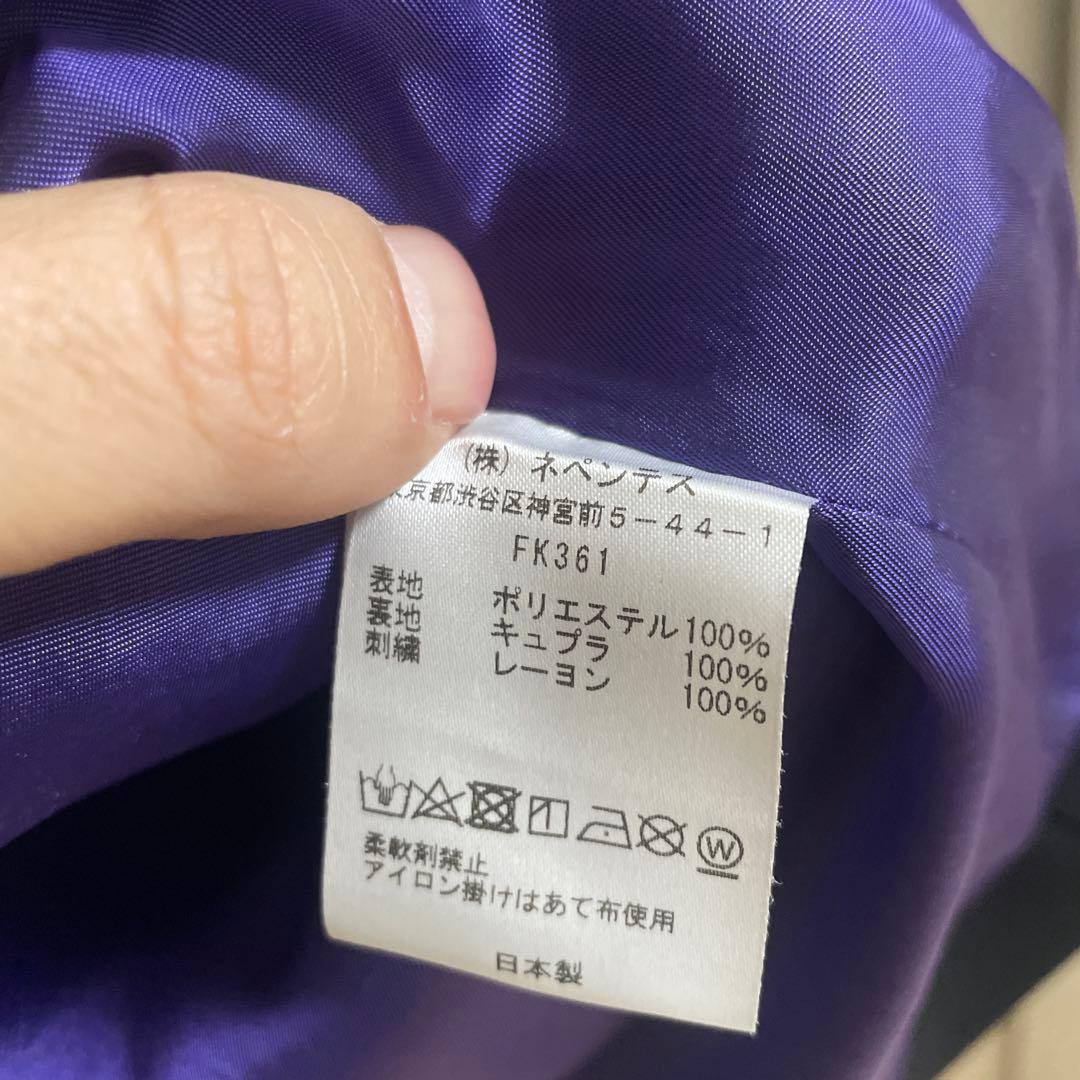 (株) ネペンテス
京都渋谷区神宮前5-44-1
FK361
表地 ポリエステル100%
裏地 キュプラ 100%
刺繍 レーヨン 100%
W
柔軟剤禁止
アイロン掛けはあて布使用
日本製